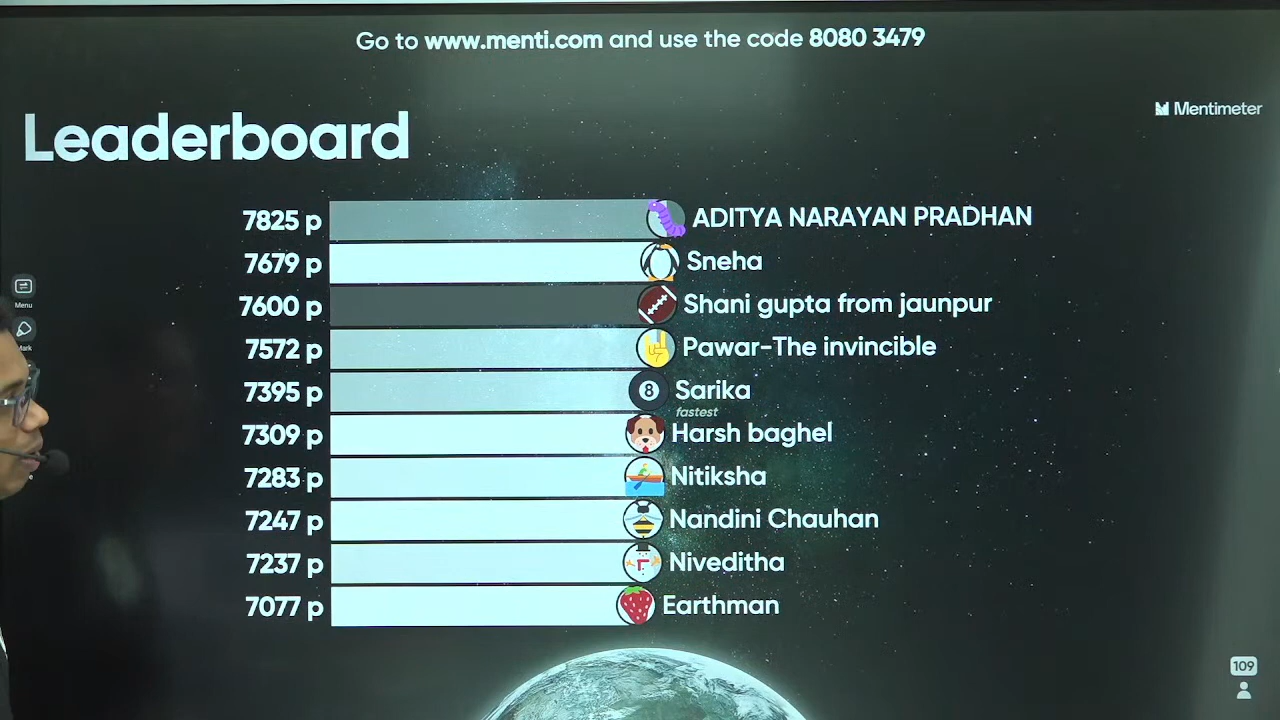 Go to www.menti.com and use the code 8080 3479
Mentimeter
Leaderboard
7825 p ADITYA NARAYAN PRADHAN
7679 p Sneha
7600 p Shani gupta from jaunpur
7572 p Pawar-The invincible
7395 p 8 Sarika
fastest
7309 p Harsh baghel
7283 p Nitiksha
7247 p Nandini Chauhan
7237 p Niveditha
7077 p Earthman
Menu
109